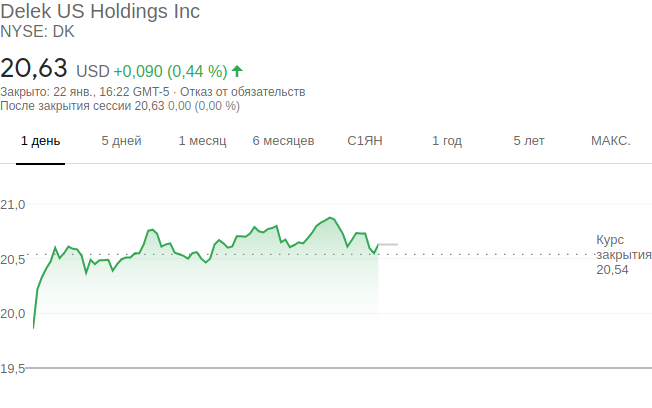 Delek US Holdings Inc
NYSE: DK
20,63 USD +0,090 (0,44 %)
Закрыто: 22 янв., 16:22 GMT-5 · Отказ от обязательств
После закрытия сессии 20,63 0,00 (0,00 %)
1 день 5 дней 1 месяц 6 месяцев С1ЯН 1 год 5 лет МАКС.
21,0
Курс
закрытия
20,5
20,54
20,0
19,5